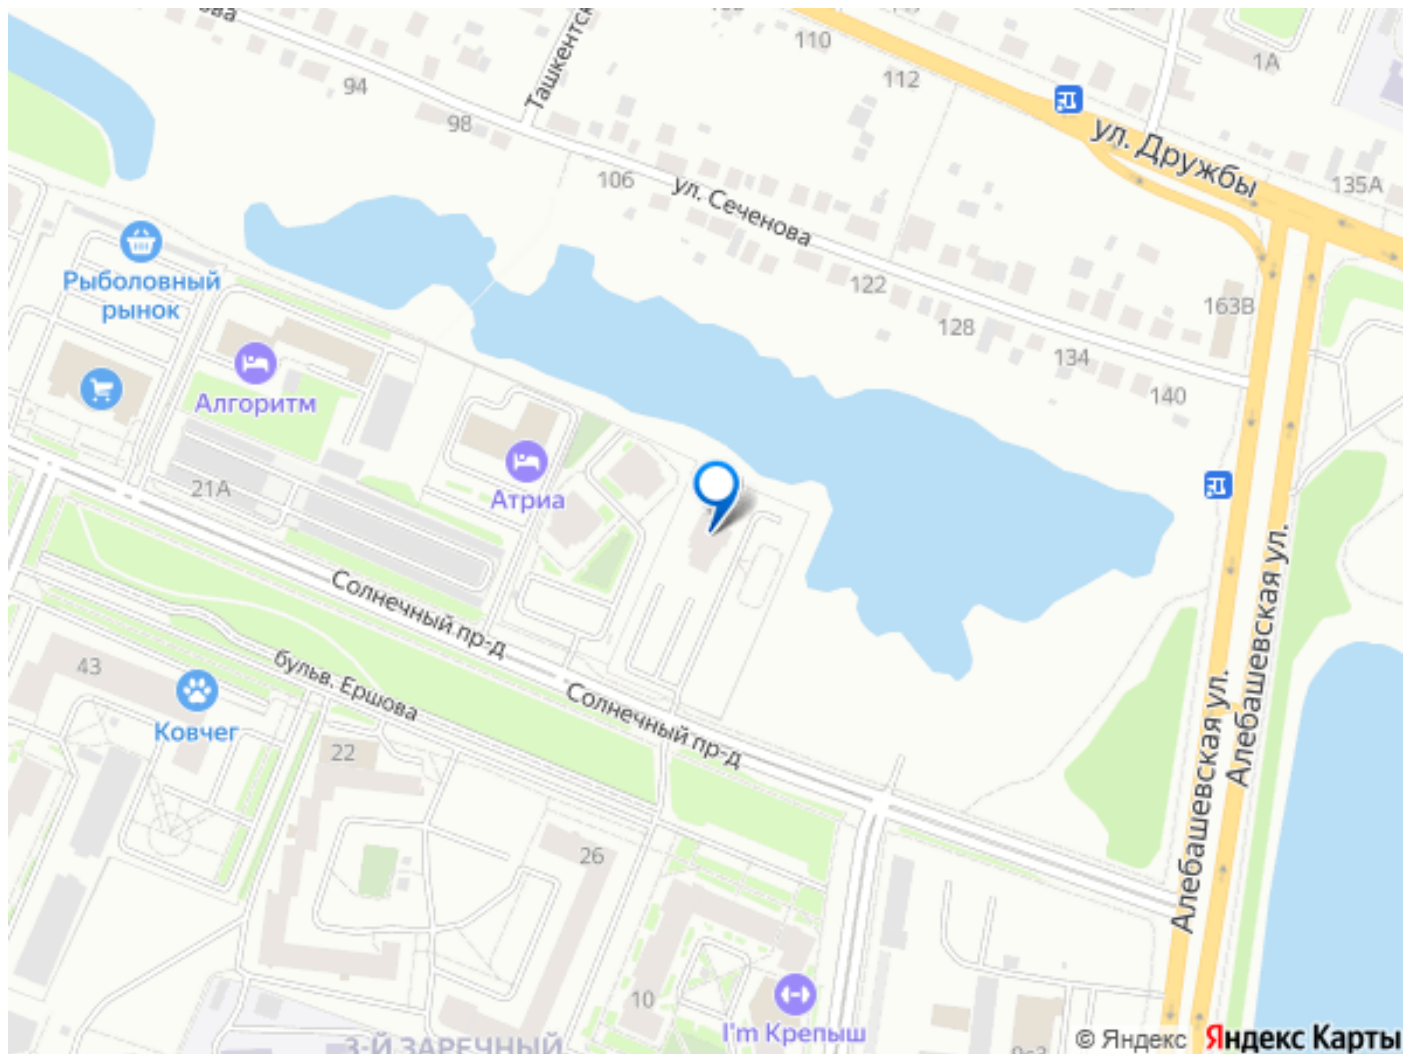 94
98
Ташкентск
106
ул. Сеченова
110
112
ул. Дружбы
1А
135А
122
128
134
140
163В
Рыболовный
рынок
Алгоритм
Атриа
21А
Солнечный пр-д
бульв. Ершова
Солнечный пр-д
43
Ковчег
22
26
10
I'm Крепыш
3-Й ЗАРЕЧНЫЙ
Алебашевская ул.
Алебашевская ул.
© Яндекс Яндекс Карты